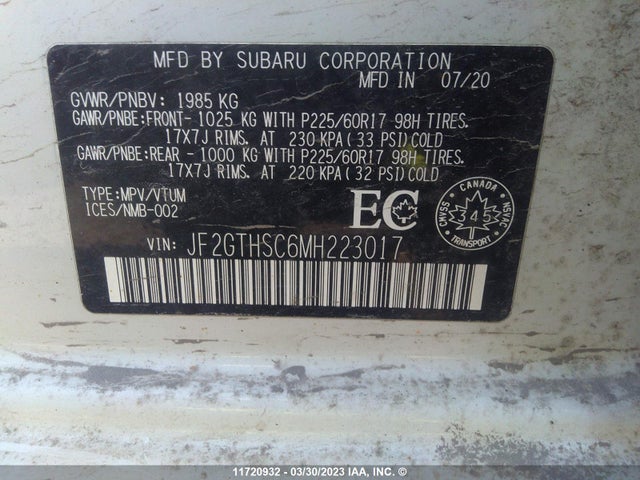 MFD BY SUBARU CORPORATION
MFD IN 07/20
GVWR/PNBV: 1985 KG
GAWR/PNBE:FRONT- 1025 KG WITH P225/60R17 98H TIRES.
17X7J RIMS. AT 230 KPA (33 PSI)COLD
GAWR/PNBE:REAR - 1000 KG WITH P225/60R17 98H TIRES.
17X7J RIMS. AT 220 KPA (32 PSI)COLD
TYPE:MPV/VTUM
ICES/NMB-002
EC
CANADA
CMVSS
345
NSVAC
TRANSPORT
VIN: JF2GTHSC6MH223017
11720932 - 03/30/2023 IAA, Inc. ©